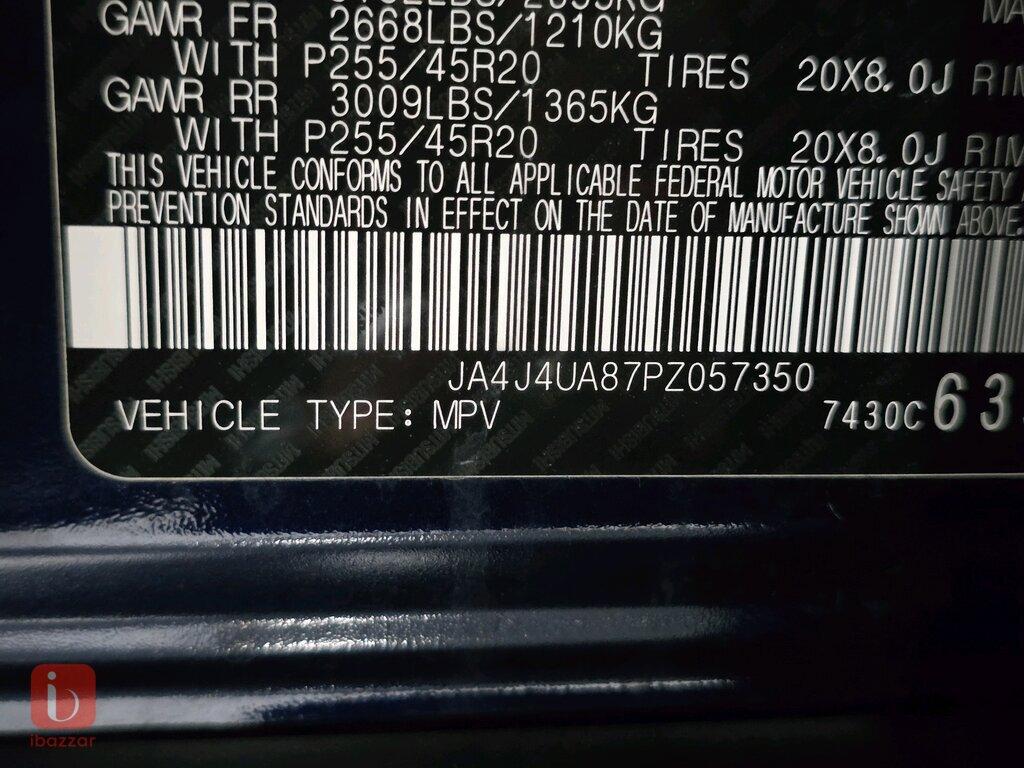 GAWR FR 2668LBS/1210KG
WITH P255/45R20 TIRES 20X8.0J
GAWR RR 3009LBS/1365KG
WITH P255/45R20 TIRES 20X8.0J
THIS VEHICLE CONFORMS TO ALL APPLICABLE FEDERAL MOTOR VEHICLE SAFETY
PREVENTION STANDARDS IN EFFECT ON THE DATE OF MANUFACTURE SHOWN ABOVE.
JA4J4UA87PZ057350
VEHICLE TYPE: MPV 7430C 63
ibazzar